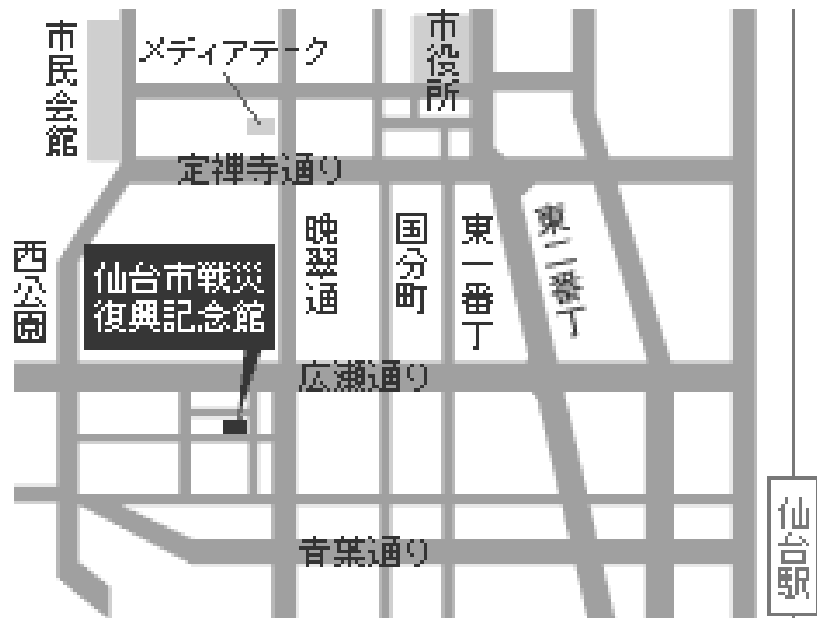 市民会館
メディアテーク
市役所
定禅寺通り
西公園
仙台市戦災
復興記念館
晩翠通
国分町
東一番丁
東二番丁
広瀬通り
青葉通り
仙台駅